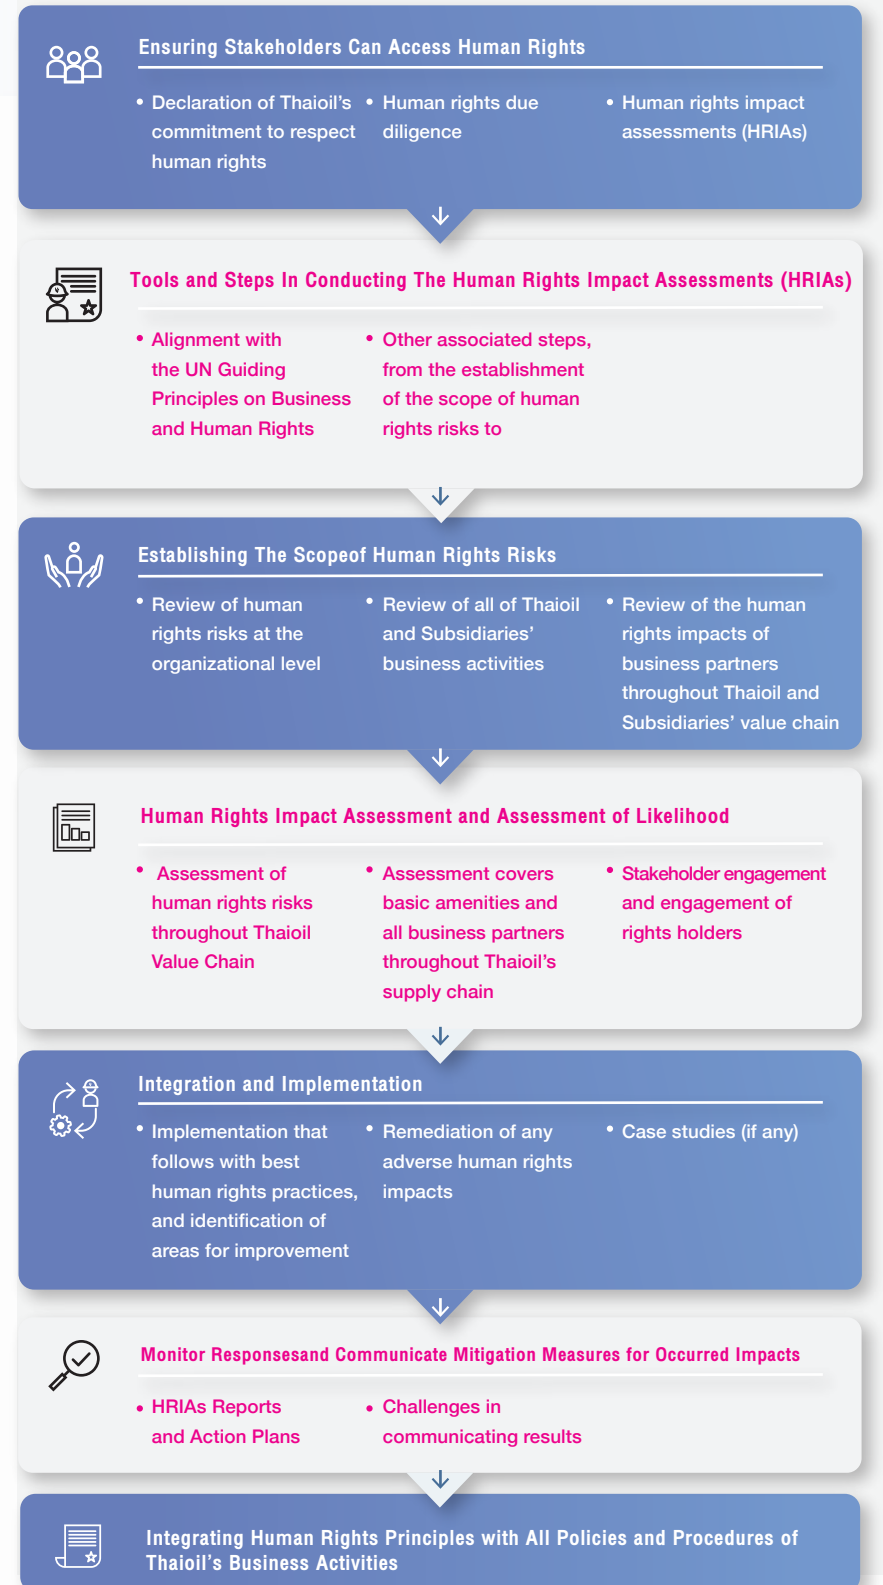 Ensuring Stakeholders Can Access Human Rights
• Declaration of Thaioil's
commitment to respect
human rights
• Human rights due
diligence
• Human rights impact
assessments (HRIAs)
Tools and Steps In Conducting The Human Rights Impact Assessments (HRIAs)
• Alignment with
the UN Guiding
Principles on Business
and Human Rights
• Other associated steps,
from the establishment
of the scope of human
rights risks to
Establishing The Scopeof Human Rights Risks
• Review of human
rights risks at the
organizational level
• Review of all of Thaioil
and Subsidiaries'
business activities
• Review of the human
rights impacts of
business partners
throughout Thaioil and
Subsidiaries' value chain
Human Rights Impact Assessment and Assessment of Likelihood
• Assessment of
human rights risks
throughout Thaioil
Value Chain
• Assessment covers
basic amenities and
all business partners
throughout Thaioil's
supply chain
• Stakeholder engagement
and engagement of
rights holders
Integration and Implementation
• Implementation that
follows with best
human rights practices,
and identification of
areas for improvement
• Remediation of any
adverse human rights
impacts
• Case studies (if any)
Monitor Responsesand Communicate Mitigation Measures for Occurred Impacts
• HRIAs Reports
and Action Plans
• Challenges in
communicating results
Integrating Human Rights Principles with All Policies and Procedures of
Thaioil's Business Activities